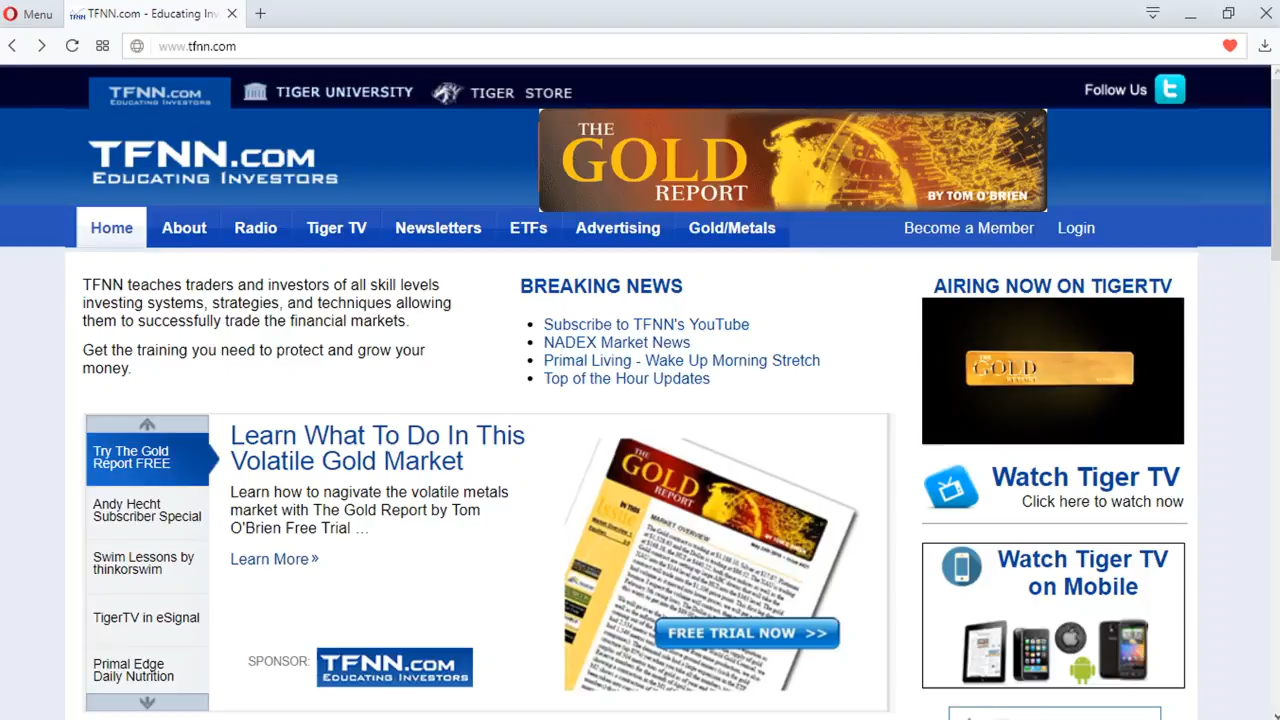 Menu
TFNN.com - Educating Inv
www.tfnn.com
TFNN.COM
EDUCATING INVESTORS
TIGER UNIVERSITY
TIGER STORE
Follow Us
TFNN.COM
EDUCATING INVESTORS
THE
GOLD
REPORT
BY TOM O'BRIEN
Home
About
Radio
Tiger TV
Newsletters
ETFs
Advertising
Gold/Metals
Become a Member
Login
TFNN teaches traders and investors of all skill levels
investing systems, strategies, and techniques allowing
them to successfully trade the financial markets.
Get the training you need to protect and grow your
money.
BREAKING NEWS
Subscribe to TFNN's YouTube
NADEX Market News
Primal Living - Wake Up Morning Stretch
Top of the Hour Updates
AIRING NOW ON TIGERTV
THE
GOLD
REPORT
Watch Tiger TV
Click here to watch now
Watch Tiger TV
on Mobile
Try The Gold
Report FREE
Andy Hecht
Subscriber Special
Swim Lessons by
thinkorswim
TigerTV in eSignal
Primal Edge
Daily Nutrition
Learn What To Do In This
Volatile Gold Market
Learn how to nagivate the volatile metals
market with The Gold Report by Tom
O'Brien Free Trial ...
Learn More »
SPONSOR:
TFNN.COM
EDUCATING INVESTORS
THE
GOLD
REPORT
MARKET OVERVIEW
FREE TRIAL NOW >>